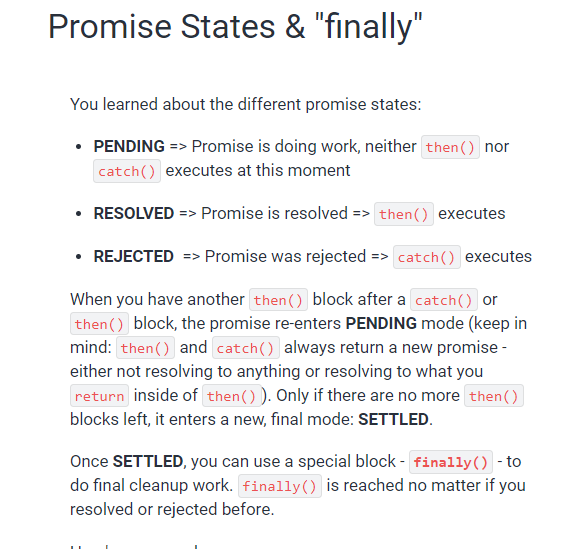 Promise States & "finally"
You learned about the different promise states:
• PENDING => Promise is doing work, neither then() nor
catch() executes at this moment
• RESOLVED => Promise is resolved => then() executes
• REJECTED => Promise was rejected => catch() executes
When you have another then() block after a catch() or
then() block, the promise re-enters PENDING mode (keep in
mind: then() and catch() always return a new promise -
either not resolving to anything or resolving to what you
return inside of then() ). Only if there are no more then()
blocks left, it enters a new, final mode: SETTLED.
Once SETTLED, you can use a special block - finally() - to
do final cleanup work. finally() is reached no matter if you
resolved or rejected before.